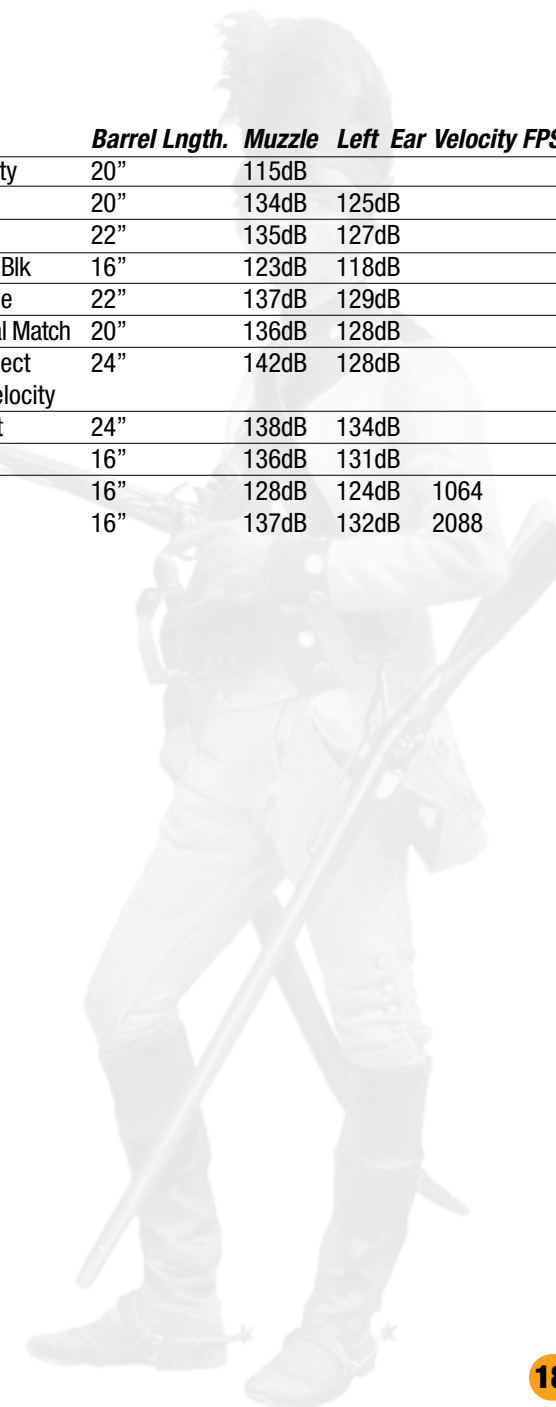 Barrel Lngth. Muzzle Left Ear Velocity FPS
ty 20” 115dB
20” 134dB 125dB
22” 135dB 127dB
Blk 16” 123dB 118dB
e 22” 137dB 129dB
al Match 20” 136dB 128dB
ect 24” 142dB 128dB
elocity
t 24” 138dB 134dB
16” 136dB 131dB
16” 128dB 124dB 1064
16” 137dB 132dB 2088
18